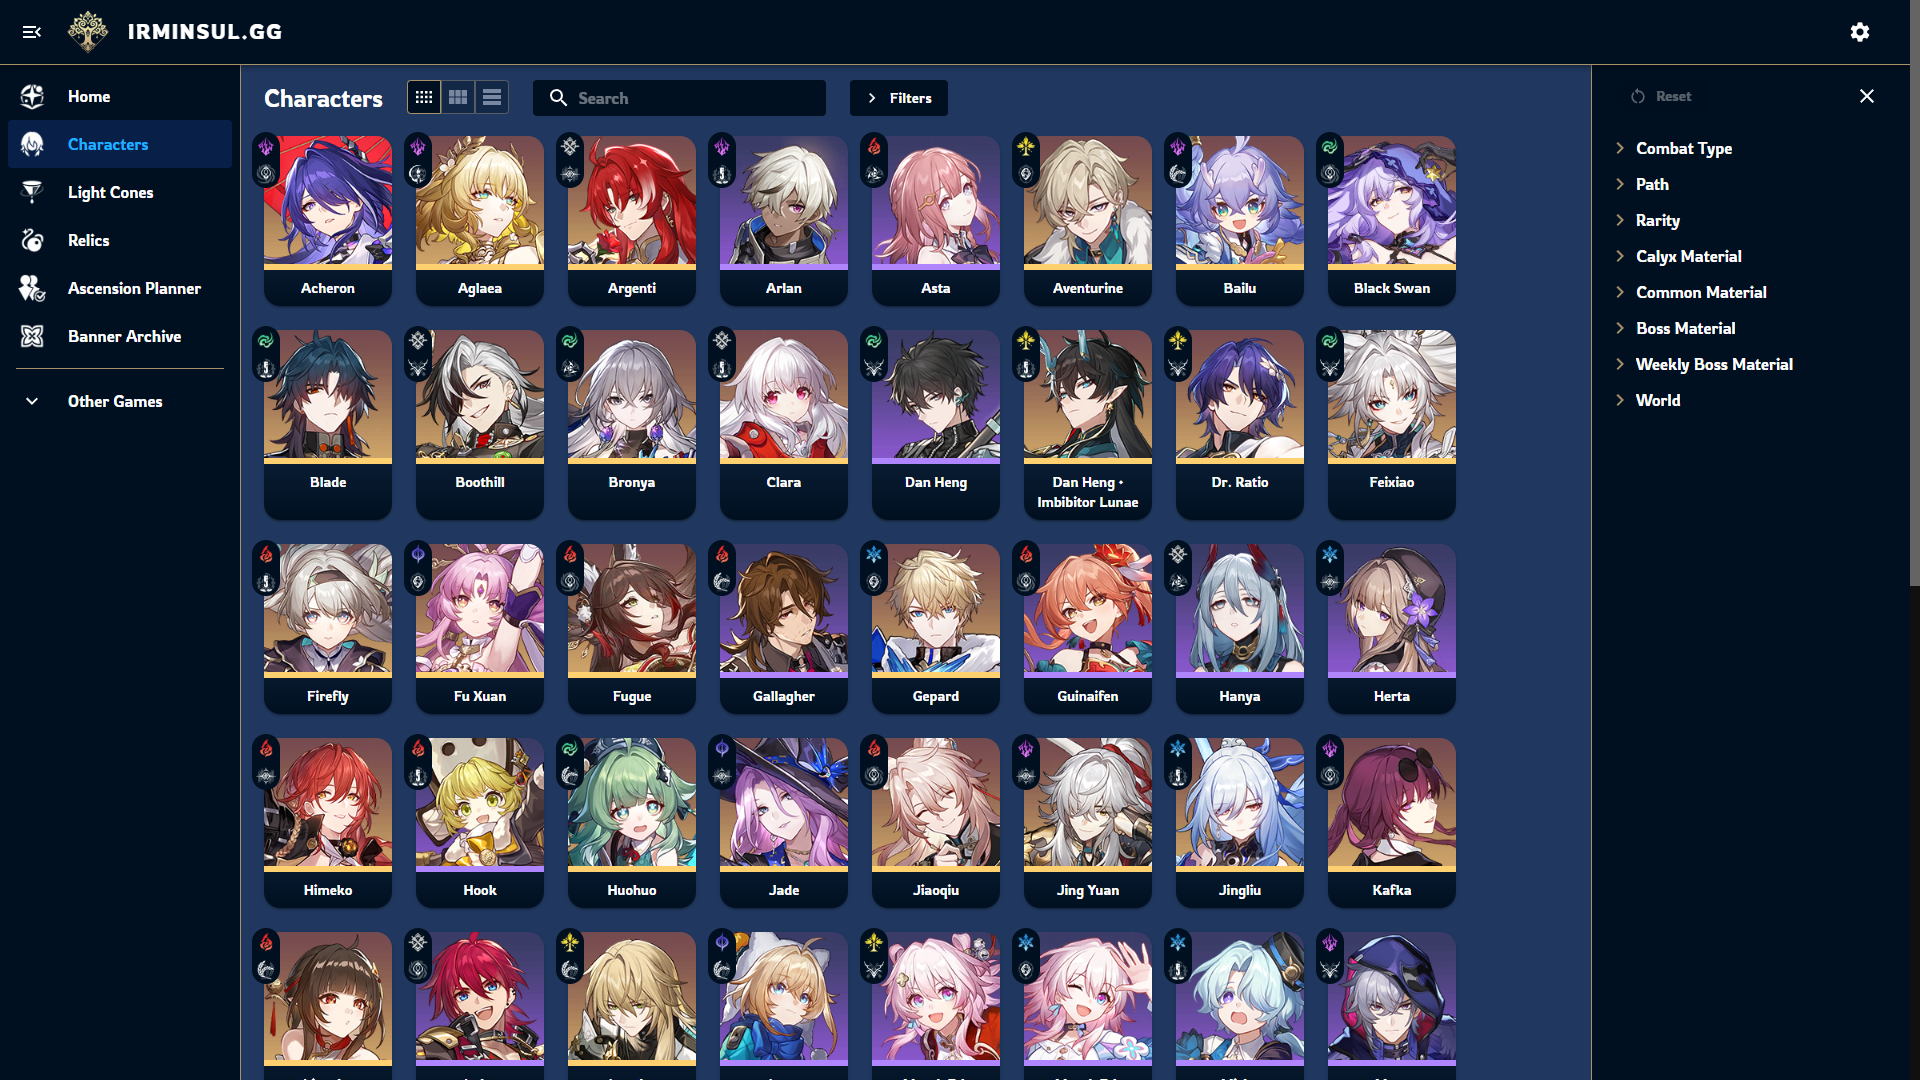 IRMINSUL.GG
Home
Characters
Light Cones
Relics
Ascension Planner
Banner Archive
Other Games
Characters
Search
Filters
Acheron
Aglaea
Argenti
Arlan
Asta
Aventurine
Bailu
Black Swan
Blade
Boothill
Bronya
Clara
Dan Heng
Dan Heng •
Imbibitor Lunae
Dr. Ratio
Feixiao
Firefly
Fu Xuan
Fugue
Gallagher
Gepard
Guinaifen
Hanya
Herta
Himeko
Hook
Huohuo
Jade
Jiaoqiu
Jing Yuan
Jingliu
Kafka
Reset
Combat Type
Path
Rarity
Calyx Material
Common Material
Boss Material
Weekly Boss Material
World